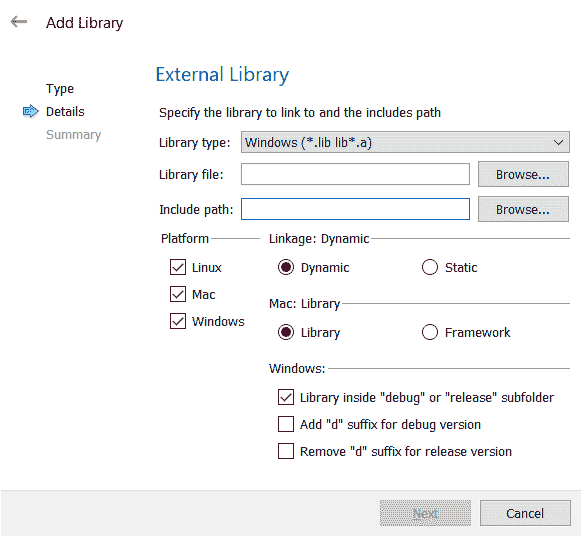 Add Library
Type
Details
Summary
External Library
Specify the library to link to and the includes path
Library type: Windows (*.lib lib*.a)
Library file: Browse...
Include path: Browse...
Platform Linkage: Dynamic
Linux Dynamic Static
Mac Mac: Library
Windows Library Framework
Windows:
Library inside "debug" or "release" subfolder
Add "d" suffix for debug version
Remove "d" suffix for release version
Next Cancel